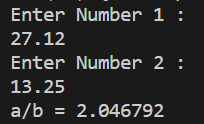 Enter Number 1 :
27.12
Enter Number 2 :
13.25
a/b = 2.046792